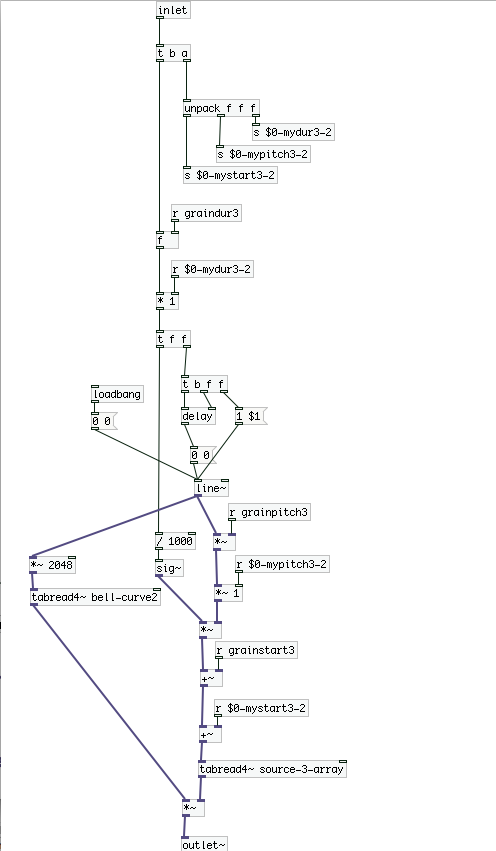 inlet
t b a
unpack f f f
s $0-mydur3-2
s $0-mypitch3-2
s $0-mystart3-2
r graindur3
f
r $0-mydur3-2
* 1
t f f
t b f f
loadbang
0 0
delay
1 $1
0 0
line~
r grainpitch3
/ 1000
*~
*~ 2048
sig~
r $0-mypitch3-2
tabread4~ bell-curve2
*~ 1
*~
r grainstart3
+~
r $0-mystart3-2
+~
tabread4~ source-3-array
*~
outlet~